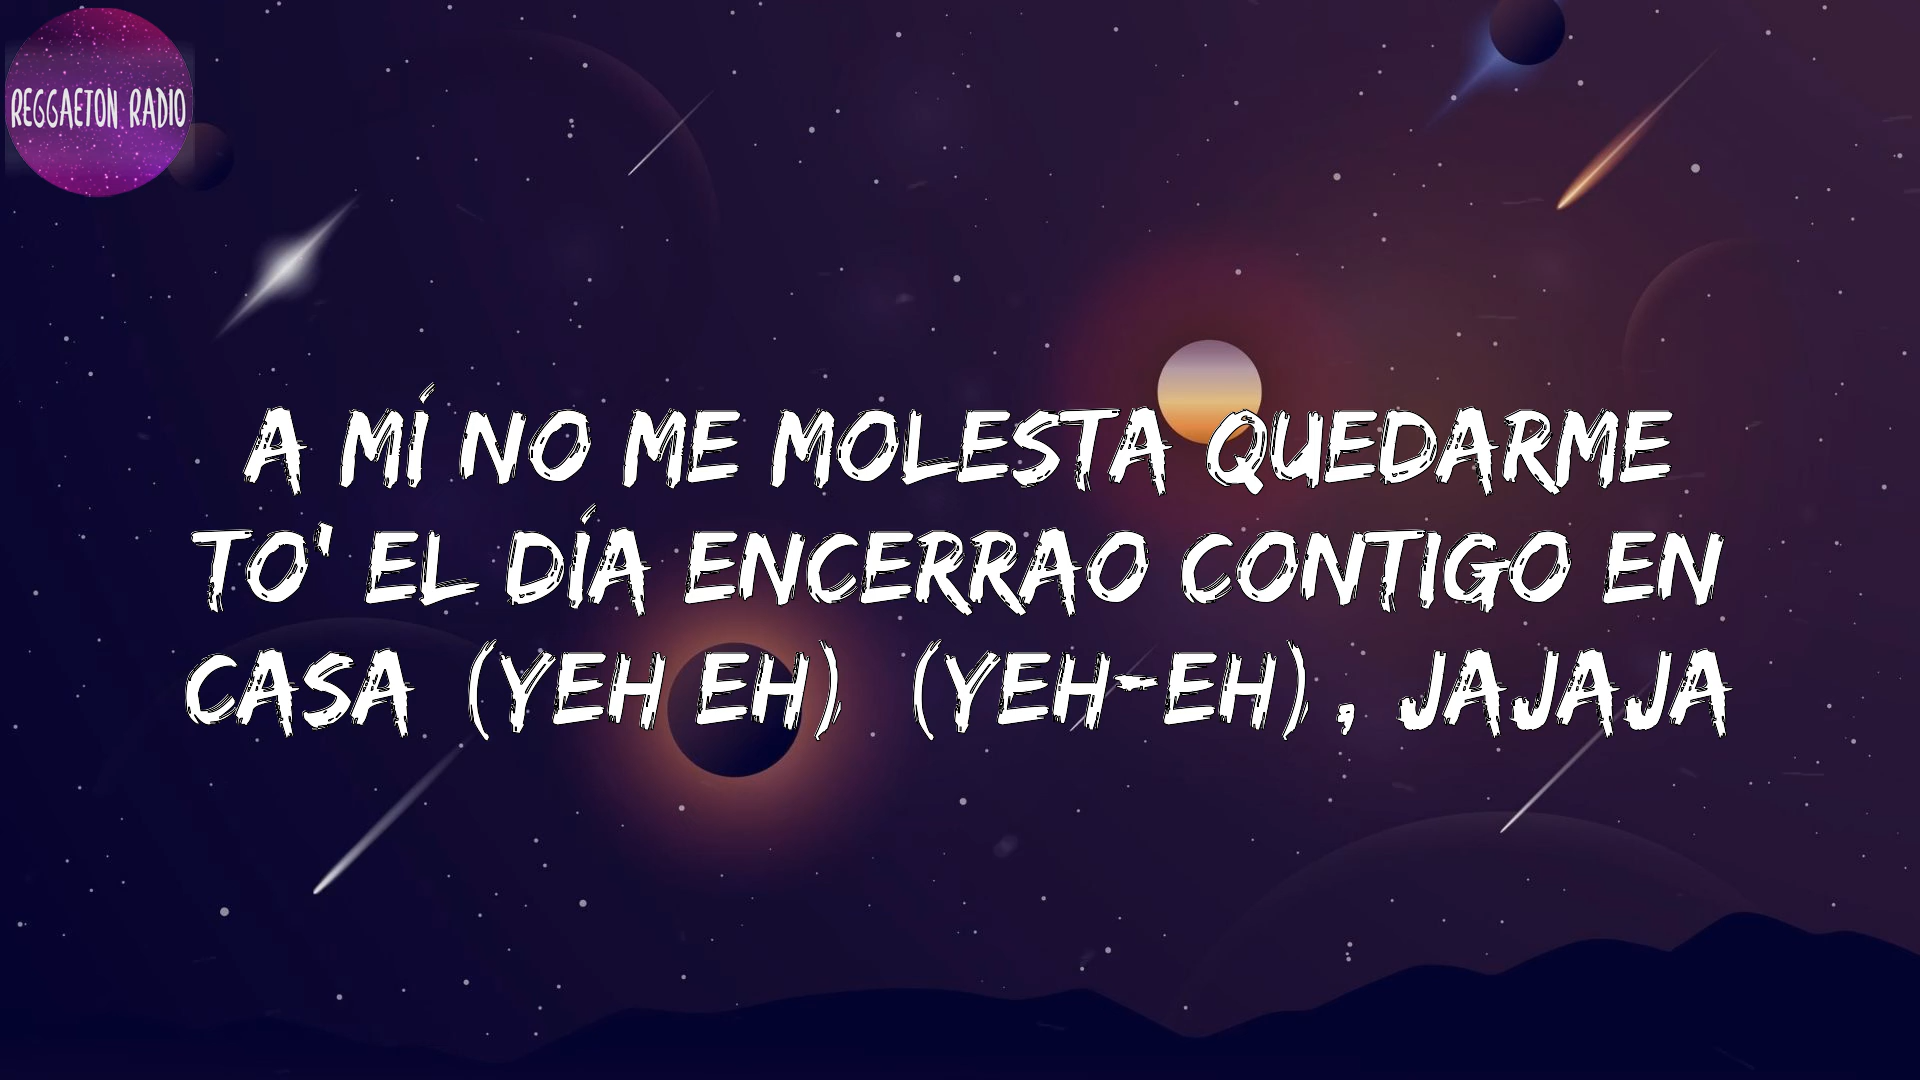 REGGAETON RADIO
A MÍ NO ME MOLESTA QUEDARME
TO' EL DÍA ENCERRAO CONTIGO EN
CASA (YEH EH) (YEH-EH), JAJAJA